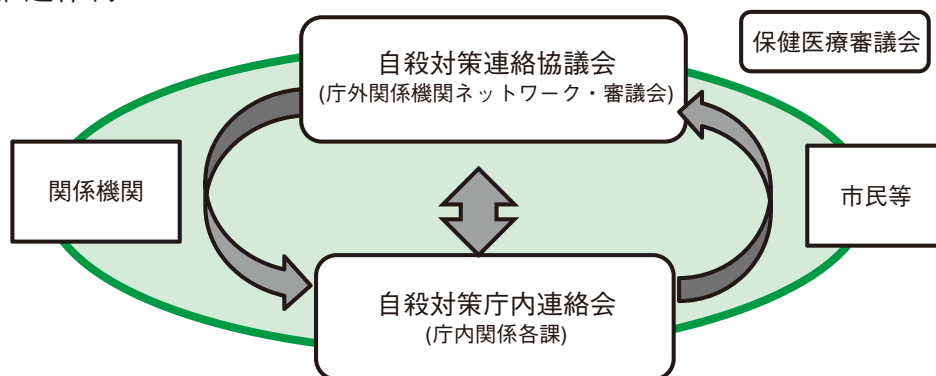 自殺対策連絡協議会
(庁外関係機関ネットワーク・審議会)
保健医療審議会
関係機関
市民等
自殺対策庁内連絡会
(庁内関係各課)